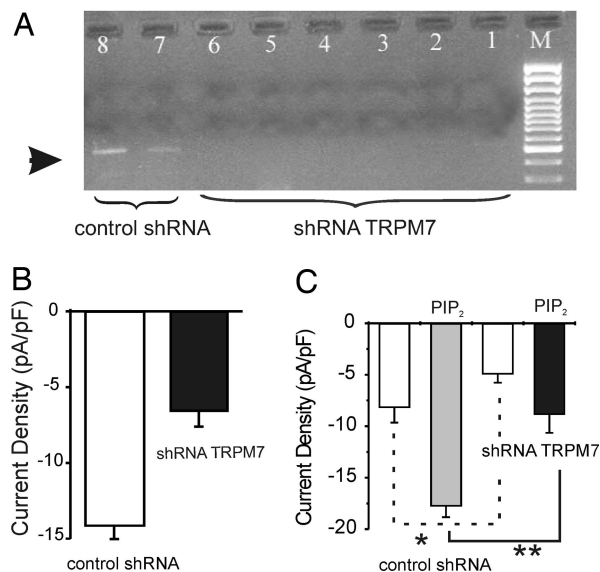 A
8 7 6 5 4 3 2 1 M
control shRNA shRNA TRPM7
B
Current Density (pA/pF)
0
-5
-10
-15
shRNA TRPM7
control shRNA
C
PIP2 PIP2
Current Density (pA/pF)
0
-5
-10
-15
-20
shRNA TRPM7
* **
control shRNA